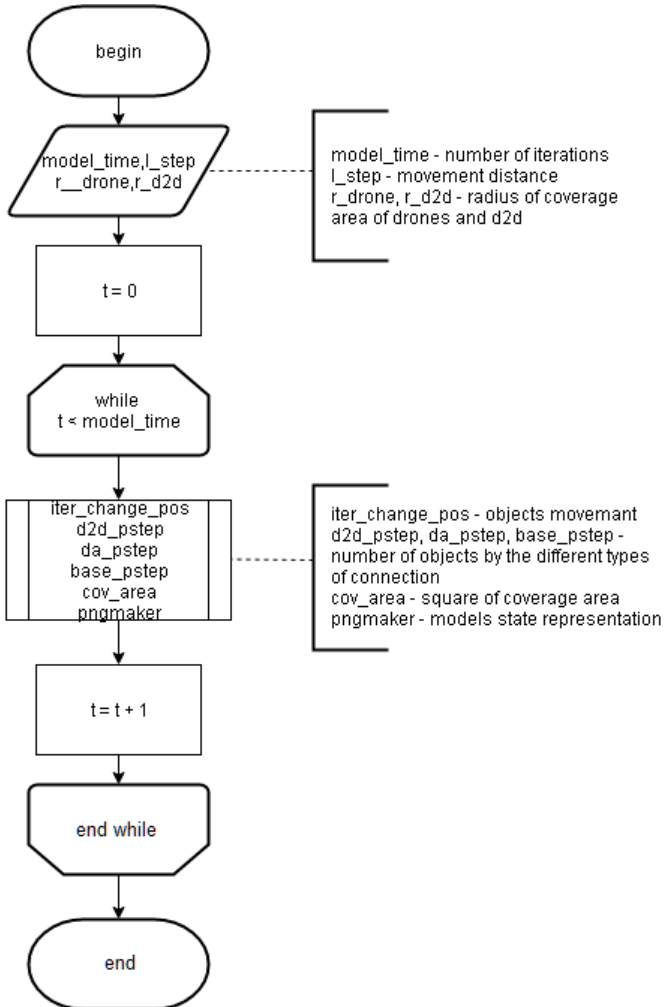 begin
model_time,l_step
r__drone,r_d2d
model_time - number of iterations
l_step - movement distance
r_drone, r_d2d - radius of coverage
area of drones and d2d
t = 0
while
t < model_time
iter_change_pos
d2d_pstep
da_pstep
base_pstep
cov_area
pngmaker
iter_change_pos - objects movemant
d2d_pstep, da_pstep, base_pstep -
number of objects by the different types
of connection
cov_area - square of coverage area
pngmaker - models state representation
t = t + 1
end while
end